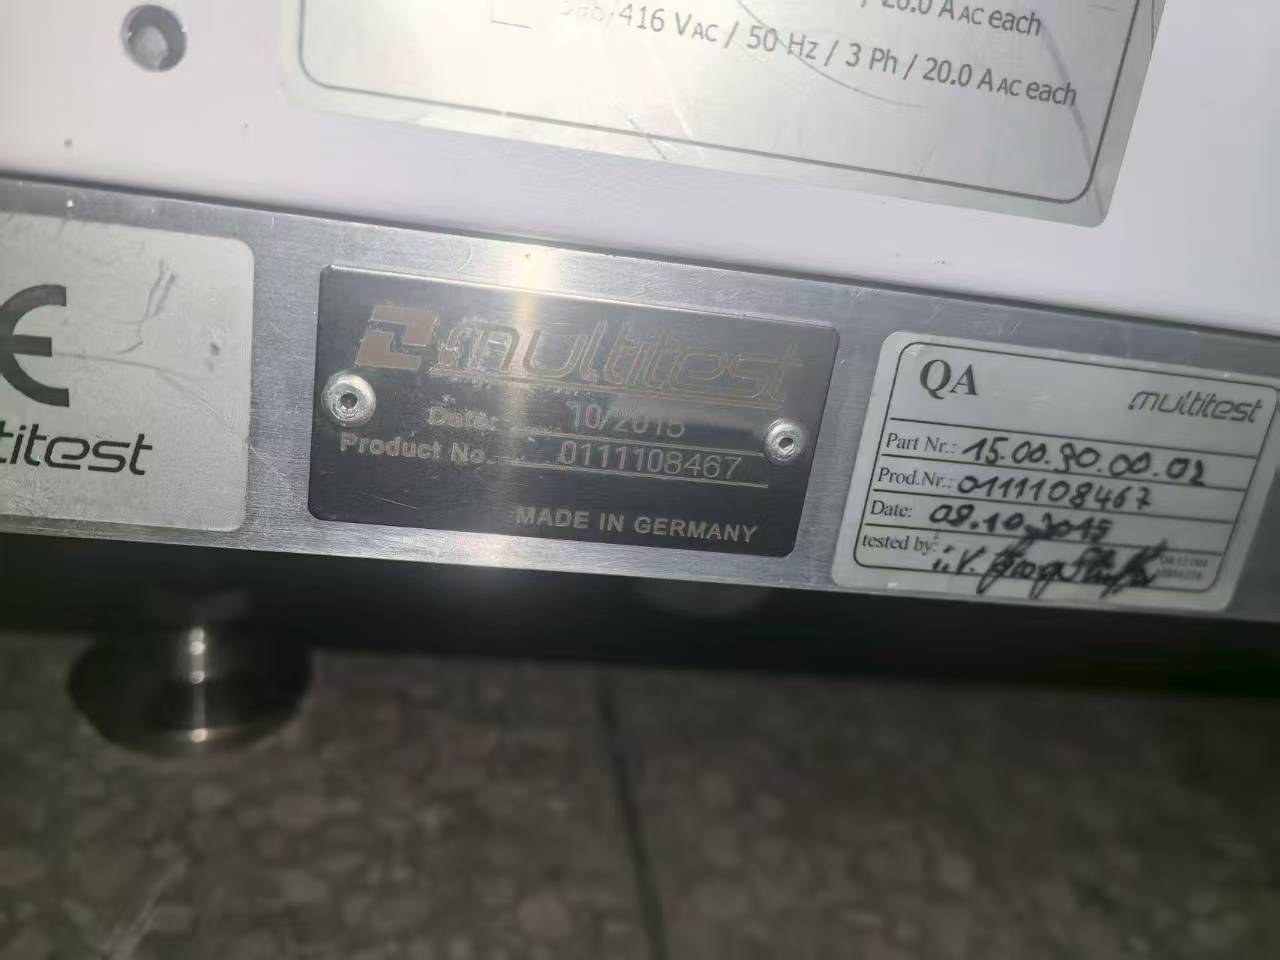 20.0 AAC each
/416 VAC / 50 Hz / 3 Ph / 20.0 AAC each
CE
ltitest
multitest
Date: 10/2015
Product No. 0111108467
MADE IN GERMANY
QA multitest
Part Nr.: 15.00.90.00.02
Prod.Nr.: 0111108467
Date: 08.10.2015
tested by: i.V.